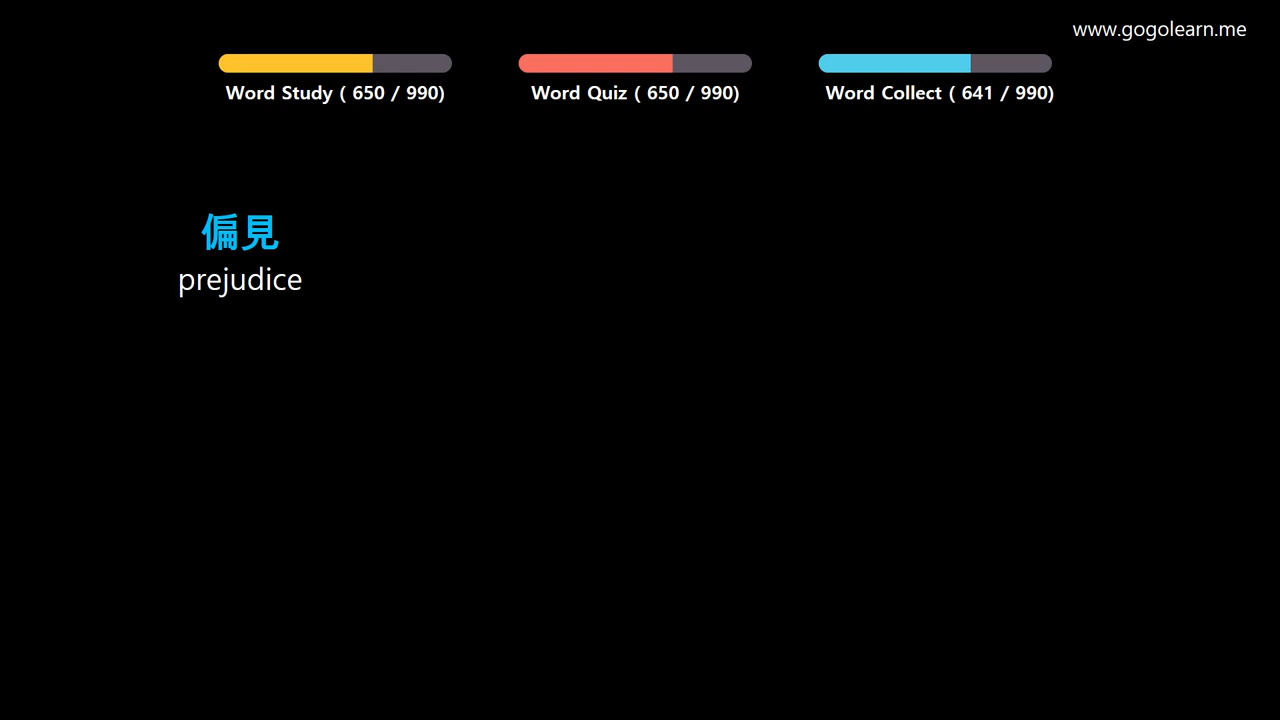 www.gogolearn.me
Word Study ( 650 / 990)
Word Quiz ( 650 / 990)
Word Collect ( 641 / 990)
偏見
prejudice